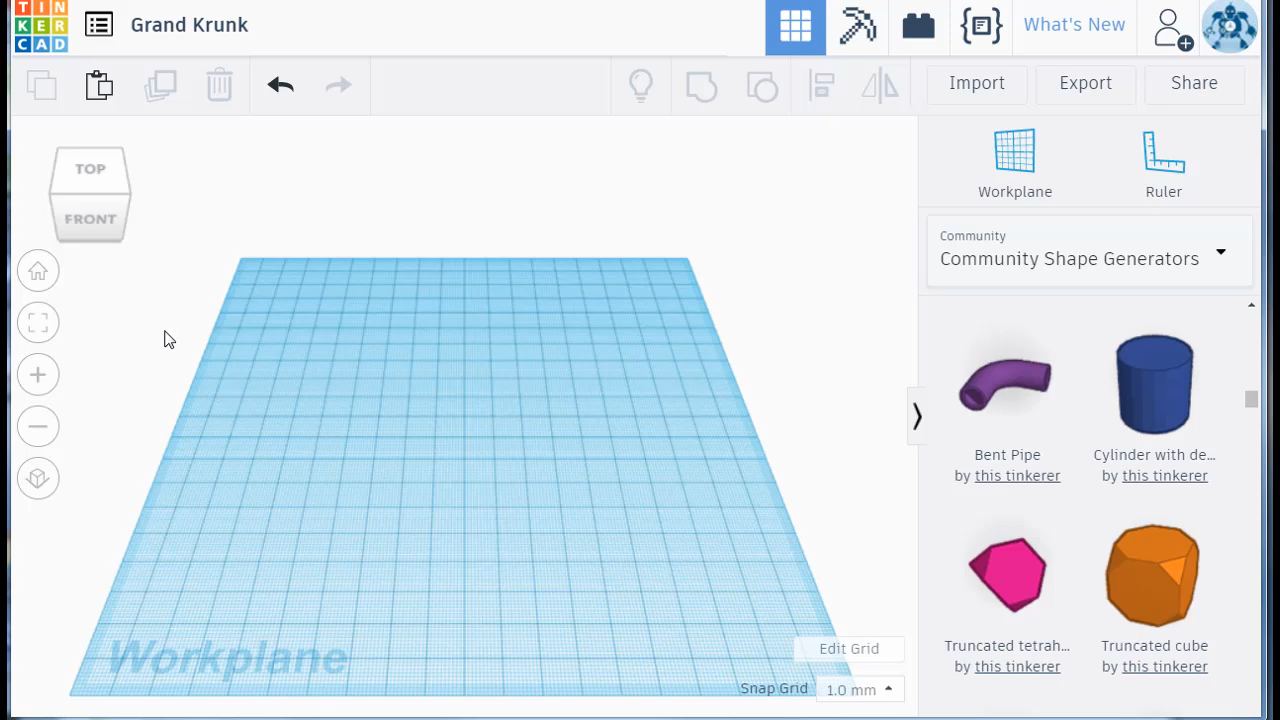 TIN
KER
CAD
Grand Krunk
What's New
Import
Export
Share
TOP
FRONT
Workplane
Ruler
Community
Community Shape Generators
Bent Pipe
by this tinkerer
Cylinder with de...
by this tinkerer
Truncated tetrah...
by this tinkerer
Truncated cube
by this tinkerer
Workplane
Edit Grid
Snap Grid
1.0 mm